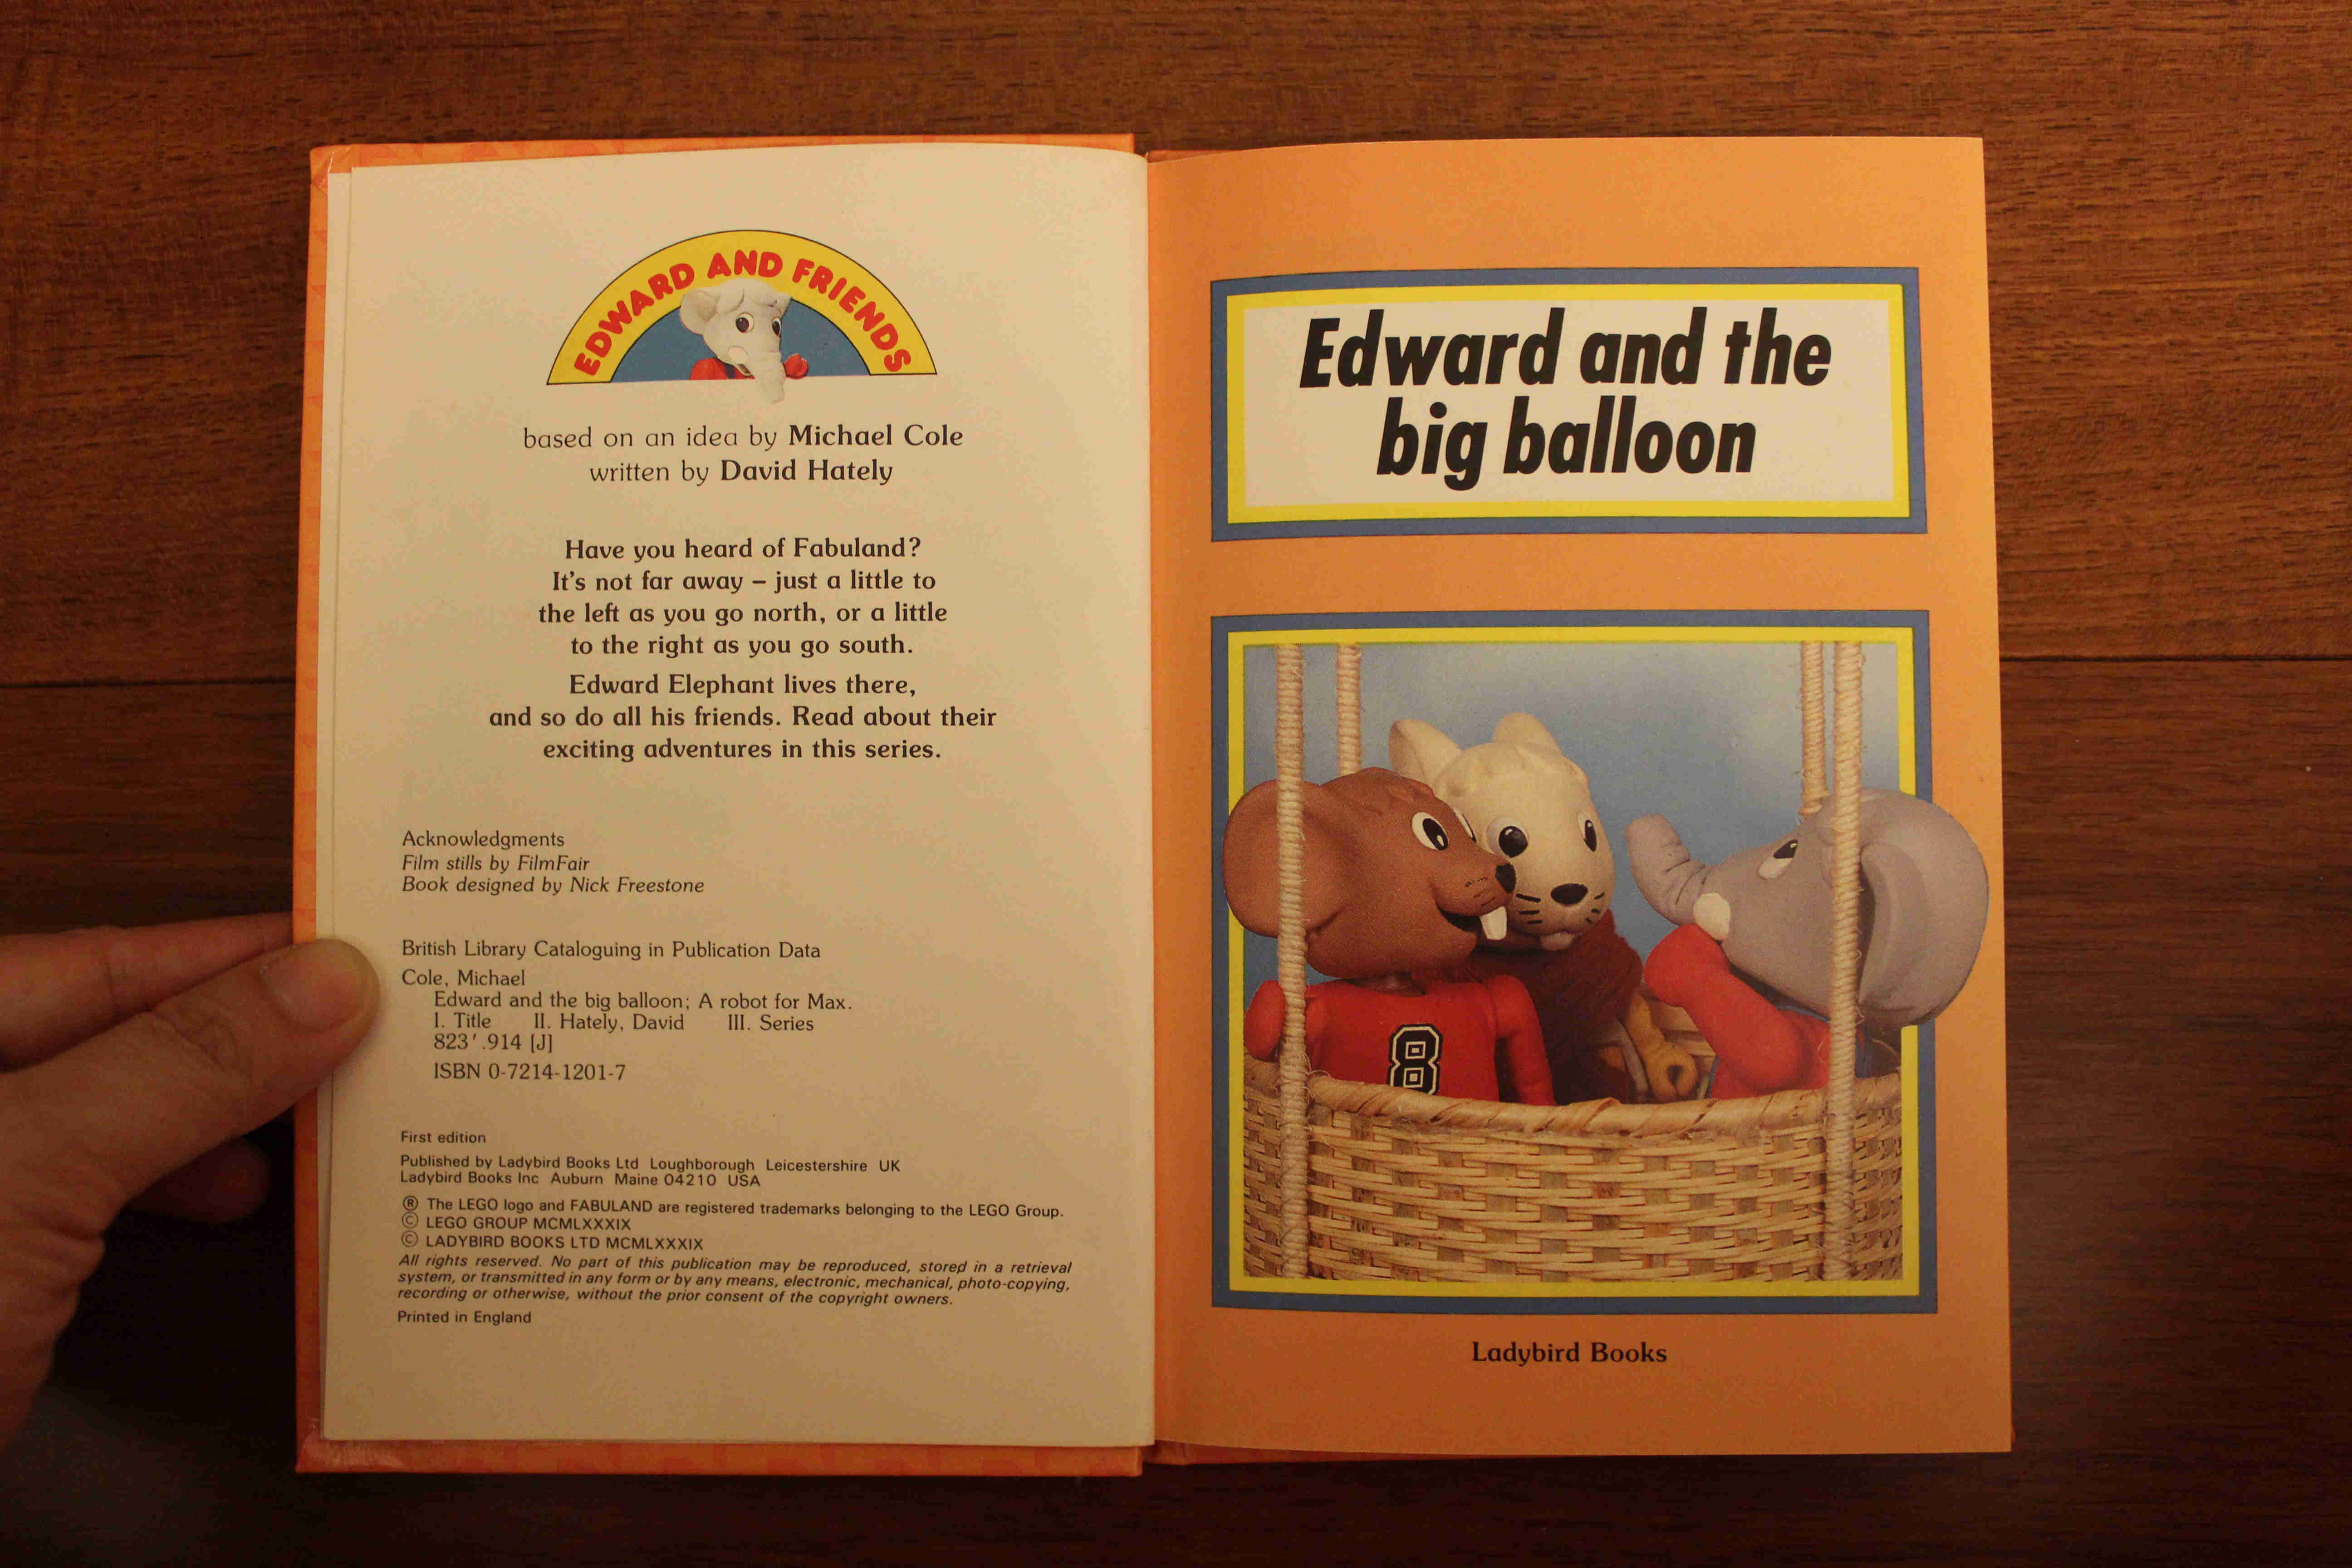 EDWARD AND FRIENDS
based on an idea by Michael Cole
written by David Hately
Have you heard of Fabuland?
It's not far away – just a little to
the left as you go north, or a little
to the right as you go south.
Edward Elephant lives there,
and so do all his friends. Read about their
exciting adventures in this series.
Acknowledgments
Film stills by FilmFair
Book designed by Nick Freestone
British Library Cataloguing in Publication Data
Cole, Michael
Edward and the big balloon; A robot for Max.
I. Title II. Hately, David III. Series
823'.914 [J]
ISBN 0-7214-1201-7
First edition
Published by Ladybird Books Ltd Loughborough Leicestershire UK
Ladybird Books Inc Auburn Maine 04210 USA
® The LEGO logo and FABULAND are registered trademarks belonging to the LEGO Group.
© LEGO GROUP MCMLXXXIX
© LADYBIRD BOOKS LTD MCMLXXXIX
All rights reserved. No part of this publication may be reproduced, stored in a retrieval
system, or transmitted in any form or by any means, electronic, mechanical, photo-copying,
recording or otherwise, without the prior consent of the copyright owners.
Printed in England
Edward and the
big balloon
8
Ladybird Books